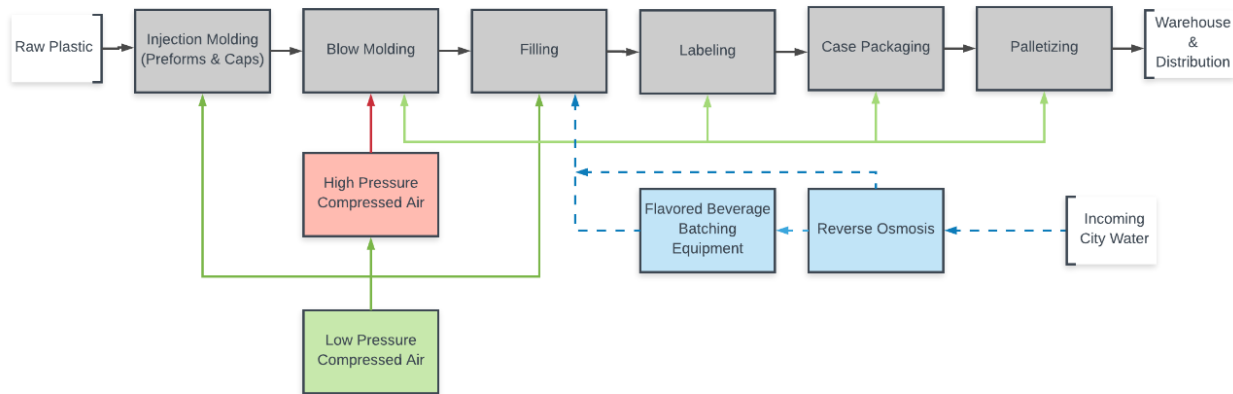 Raw Plastic
Injection Molding
(Preforms & Caps)
Blow Molding
Filling
Labeling
Case Packaging
Palletizing
Warehouse
&
Distribution
High Pressure
Compressed Air
Flavored Beverage
Batching
Equipment
Reverse Osmosis
Incoming
City Water
Low Pressure
Compressed Air